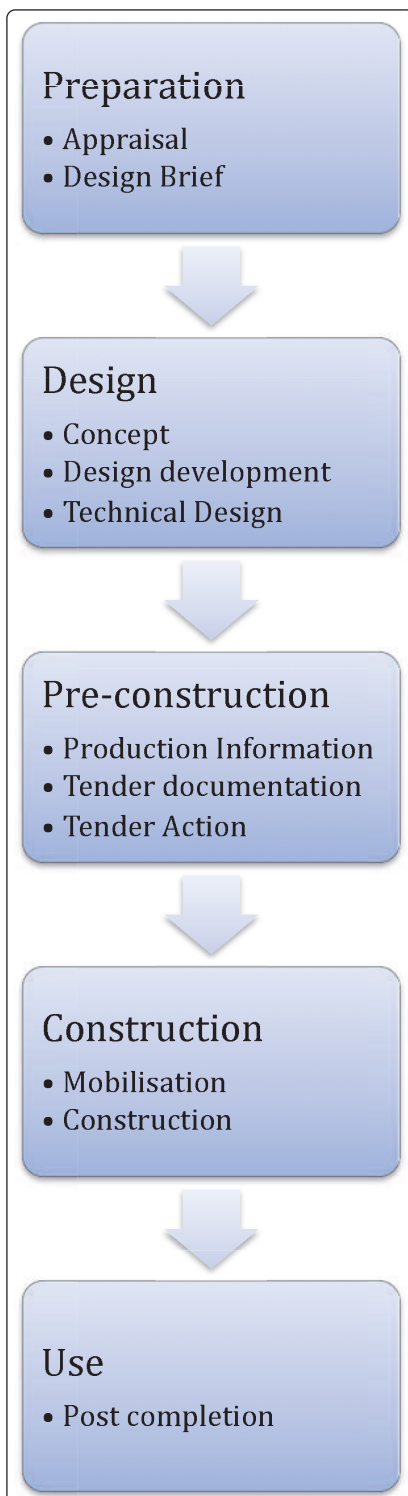 Preparation
• Appraisal
• Design Brief
Design
• Concept
• Design development
• Technical Design
Pre-construction
• Production Information
• Tender documentation
• Tender Action
Construction
• Mobilisation
• Construction
Use
• Post completion